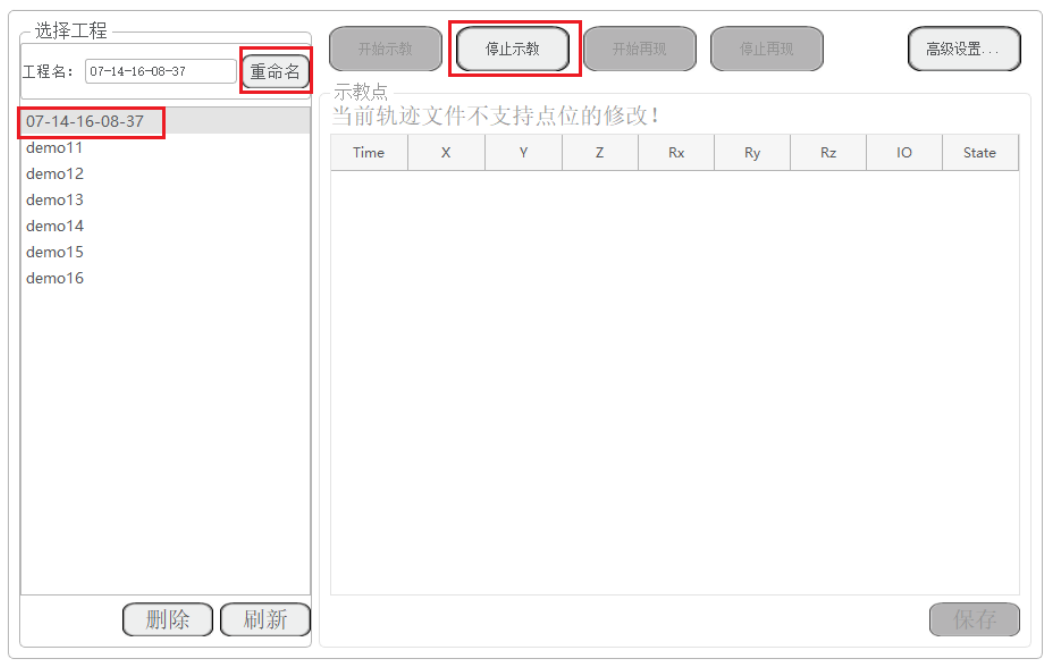 选择工程
工程名： 07-14-16-08-37 重命名
07-14-16-08-37
demo11
demo12
demo13
demo14
demo15
demo16
删除 刷新
开始示教 停止示教 开始再现 停止再现 高级设置...
示教点
当前轨迹文件不支持点位的修改！
Time X Y Z Rx Ry Rz IO State
保存